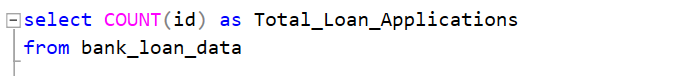 select COUNT(id) as Total_Loan_Applications
from bank_loan_data